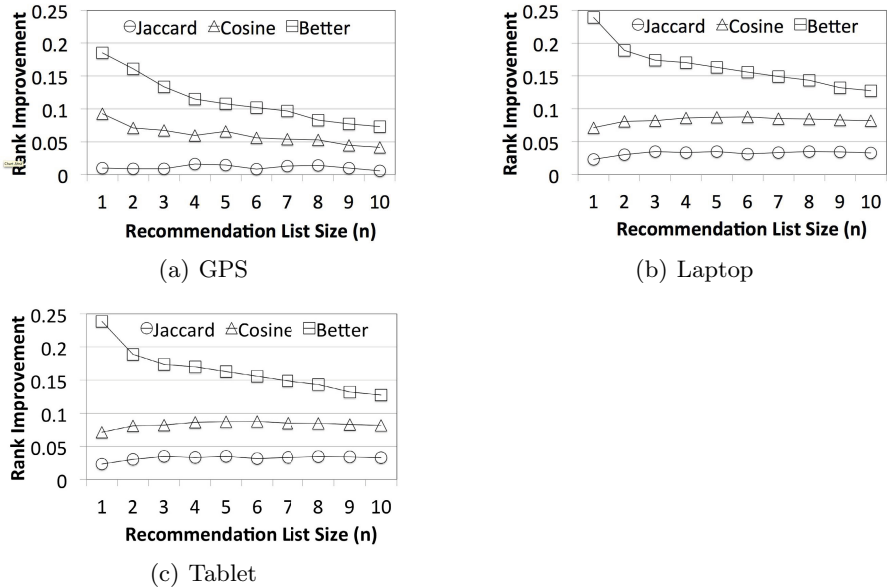 0.25
0.2
0.15
0.1
0.05
0
Rank Improvement
Jaccard Cosine Better
1 2 3 4 5 6 7 8 9 10
Recommendation List Size (n)
(a) GPS
0.25
0.2
0.15
0.1
0.05
0
Rank Improvement
Jaccard Cosine Better
1 2 3 4 5 6 7 8 9 10
Recommendation List Size (n)
(b) Laptop
0.25
0.2
0.15
0.1
0.05
0
Rank Improvement
Jaccard Cosine Better
1 2 3 4 5 6 7 8 9 10
Recommendation List Size (n)
(c) Tablet